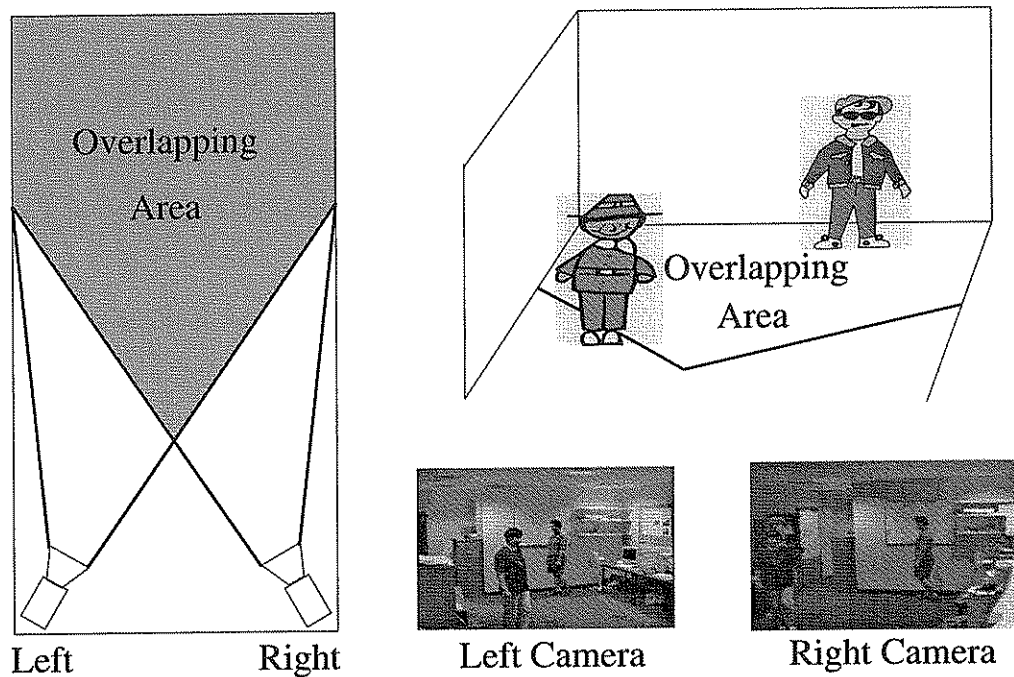 Overlapping
Area
Left
Right
Overlapping
Area
Left Camera
Right Camera